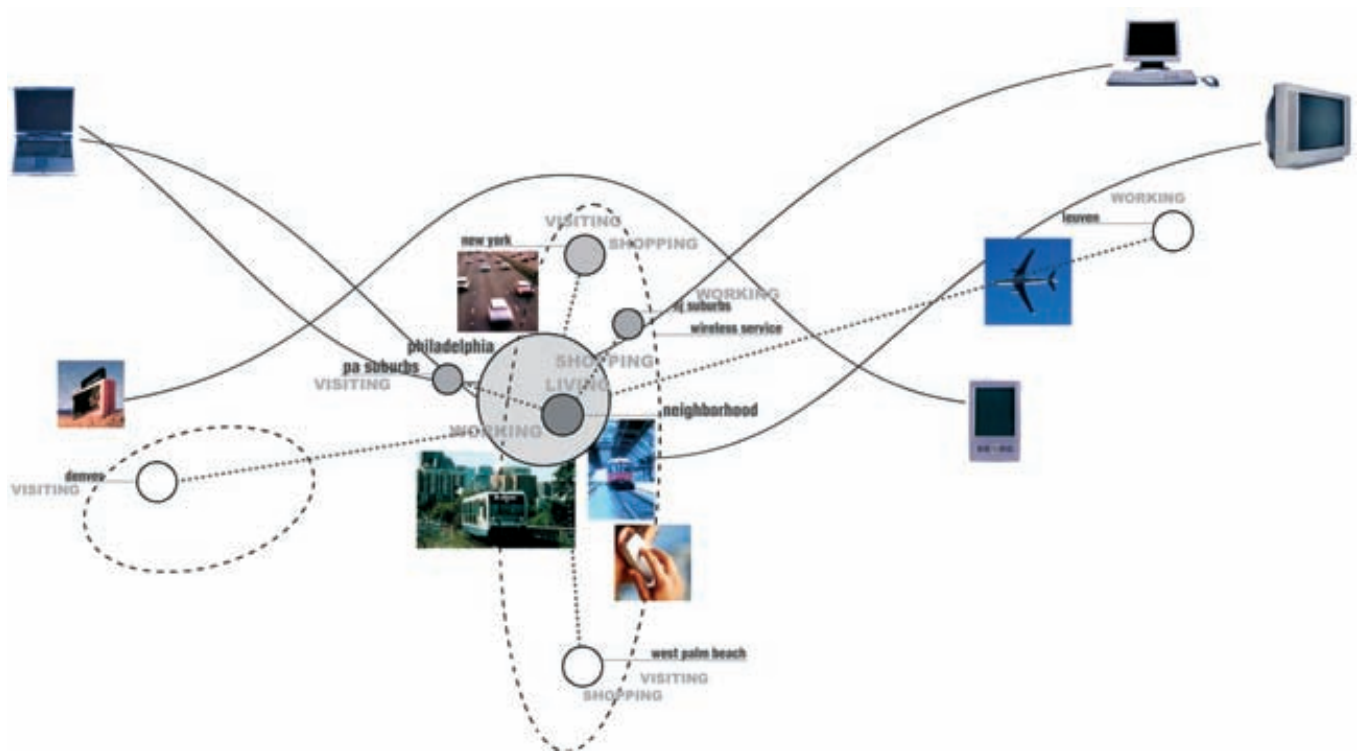 WORKING
leuven
VISITING
new york
SHOPPING
WORKING
nj suburbs
wireless service
philadelphia
SHOPPING
pa suburbs
VISITING
LIVING
neighborhood
WORKING
denver
VISITING
west palm beach
VISITING
SHOPPING